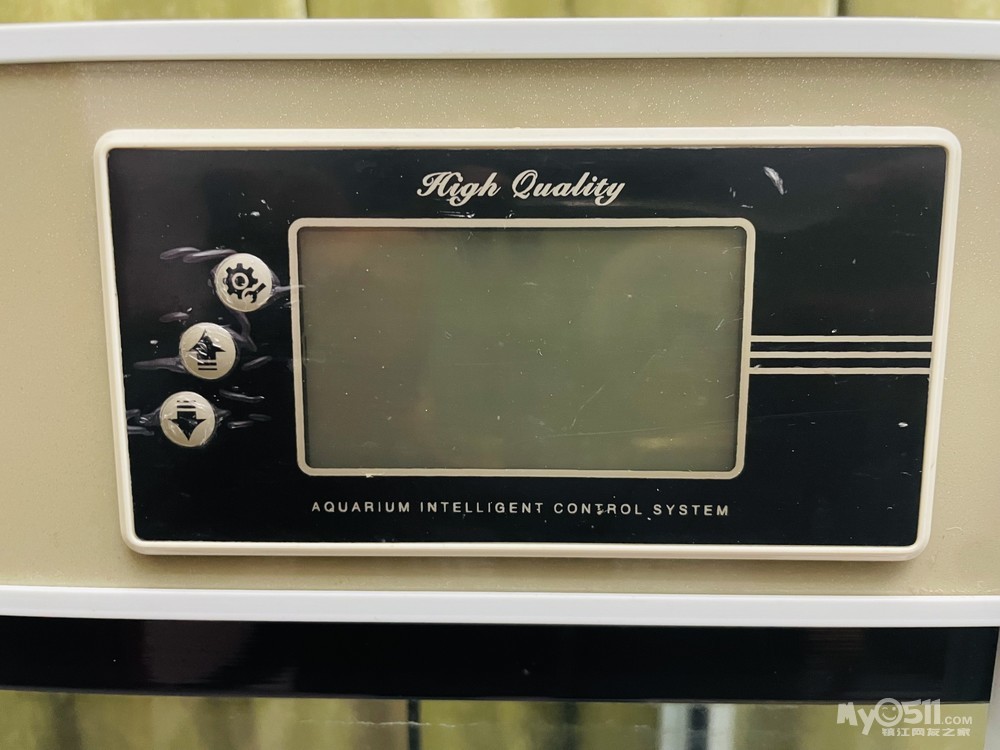 High Quality
AQUARIUM INTELLIGENT CONTROL SYSTEM
My0511.COM
镇江网友之家